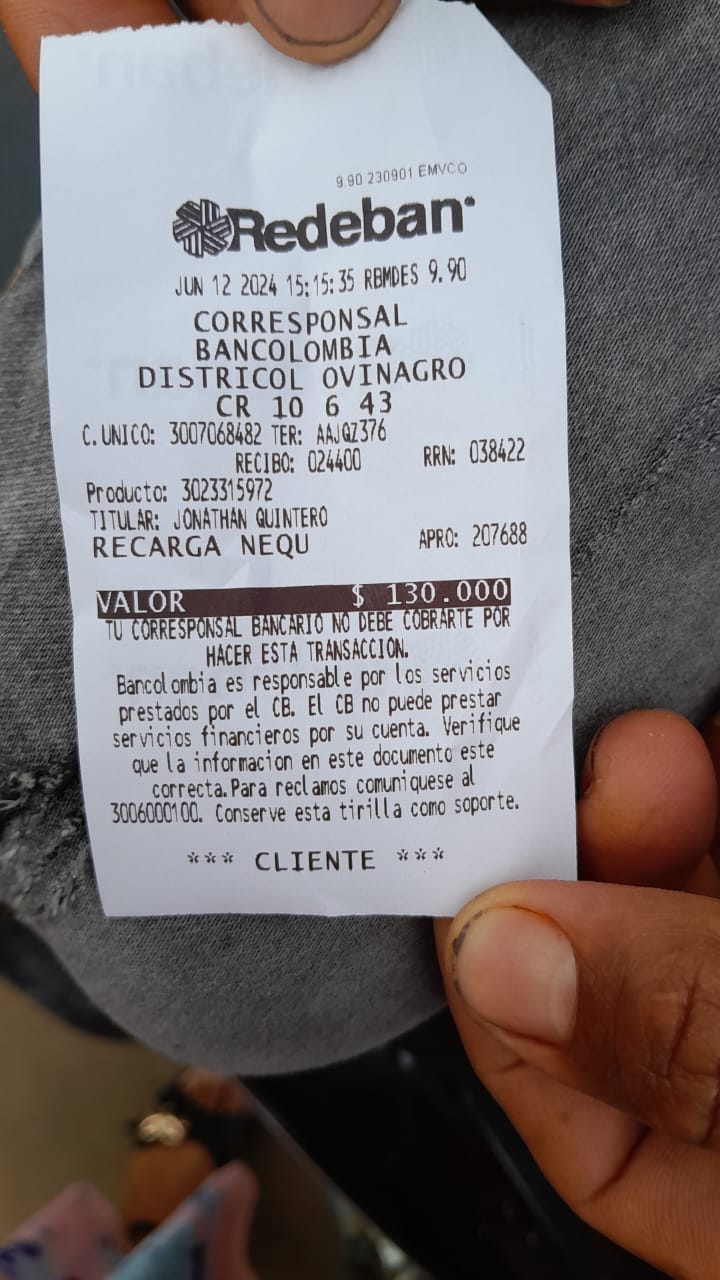 9.90 230901 EMVCO
Redeban
JUN 12 2024 15:15:35 RBMDES 9.90
CORRESPONSAL
BANCOLOMBIA
DISTRICOL OVINAGRO
CR 10 6 43
C.UNICO: 3007068482 TER: AAJQZ376
RECIBO: 024400 RRN: 038422
Producto: 3023315972
TITULAR: JONATHAN QUINTERO
RECARGA NEQU APRO: 207688
VALOR $ 130.000
TU CORRESPONSAL BANCARIO NO DEBE COBRARTE POR
HACER ESTA TRANSACCION.
Bancolombia es responsable por los servicios
prestados por el CB. El CB no puede prestar
servicios financieros por su cuenta. Verifique
que la informacion en este documento este
correcta.Para reclamos comuniquese al
3006000100. Conserve esta tirilla como soporte.
*** CLIENTE ***